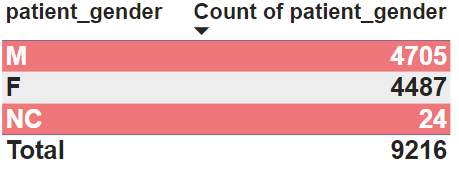 patient_gender Count of patient_gender
M 4705
F 4487
NC 24
Total 9216